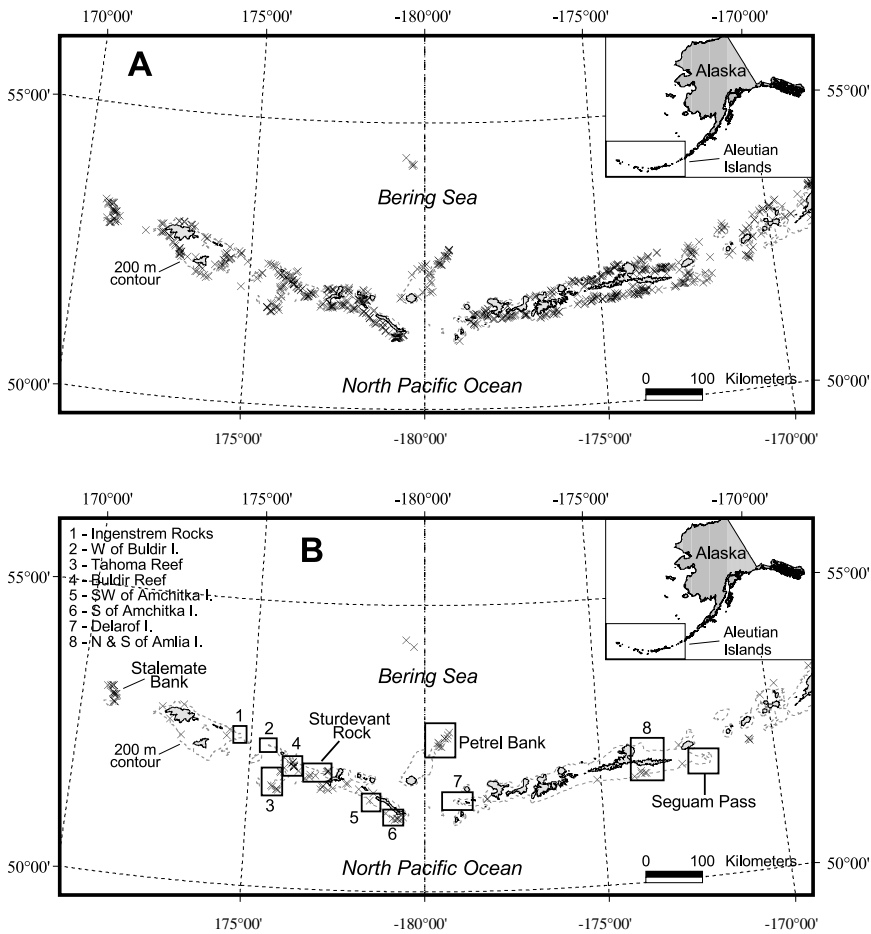 170°00'
175°00'
-180°00'
-175°00'
-170°00'
A
55°00'
Alaska
Aleutian
Islands
Bering Sea
200 m
contour
0 100 Kilometers
50°00'
North Pacific Ocean
55°00'
50°00'
175°00'
-180°00'
-175°00'
-170°00'
170°00'
175°00'
-180°00'
-175°00'
-170°00'
1 - Ingenstrem Rocks
2 - W of Buldir I.
3 - Tahoma Reef
4 - Buldir Reef
5 - SW of Amchitka I.
6 - S of Amchitka I.
7 - Delarof I.
8 - N & S of Amlia I.
B
55°00'
Alaska
Aleutian
Islands
Bering Sea
Stalemate
Bank
200 m
contour
1
2
3
4
Sturdevant
Rock
5
6
Petrel Bank
7
8
Seguam Pass
0 100 Kilometers
50°00'
North Pacific Ocean
55°00'
50°00'
175°00'
-180°00'
-175°00'
-170°00'